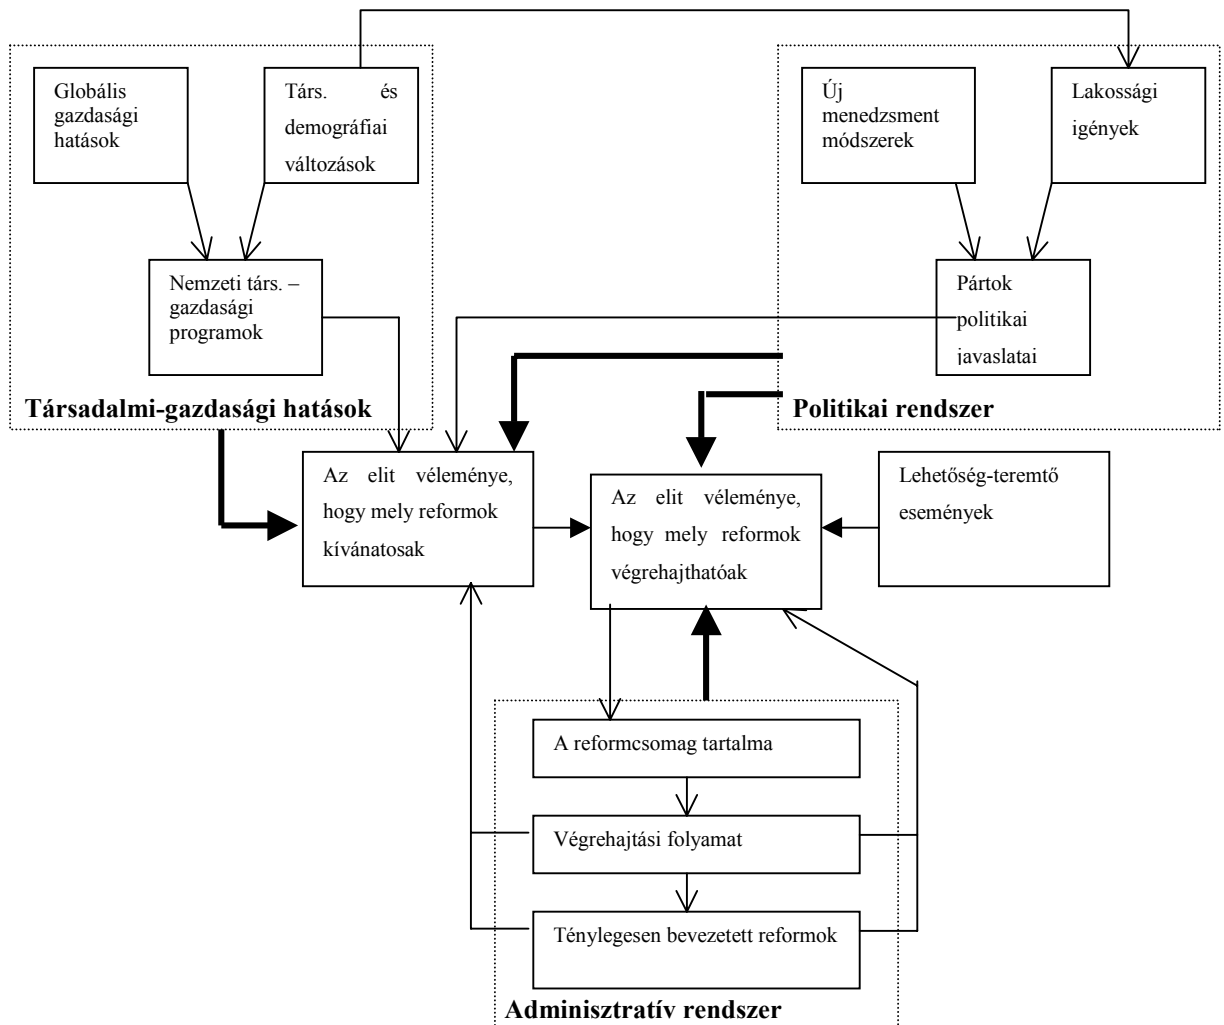 Globális
gazdasági
hatások
Társ. és
demográfiai
változások
Új
menedzsment
módszerek
Lakossági
igények
Nemzeti társ. –
gazdasági
programok
Pártok
politikai
javaslatai
Társadalmi-gazdasági hatások
Politikai rendszer
Az elit véleménye,
hogy mely reformok
kívánatosak
Az elit véleménye,
hogy mely reformok
végrehajthatóak
Lehetőség-teremtő
események
A reformcsomag tartalma
Végrehajtási folyamat
Ténylegesen bevezetett reformok
Adminisztratív rendszer